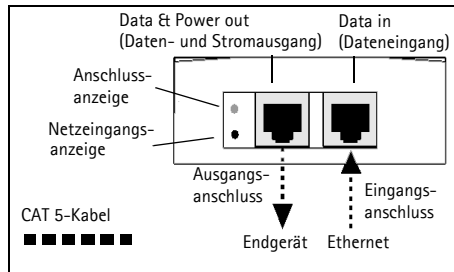 Data & Power out
(Daten- und Stromausgang)
Data in
(Dateneingang)
Anschluss-
anzeige
Netzeingangs-
anzeige
Ausgangs-
anschluss
Eingangs-
anschluss
CAT 5-Kabel
Endgerät
Ethernet